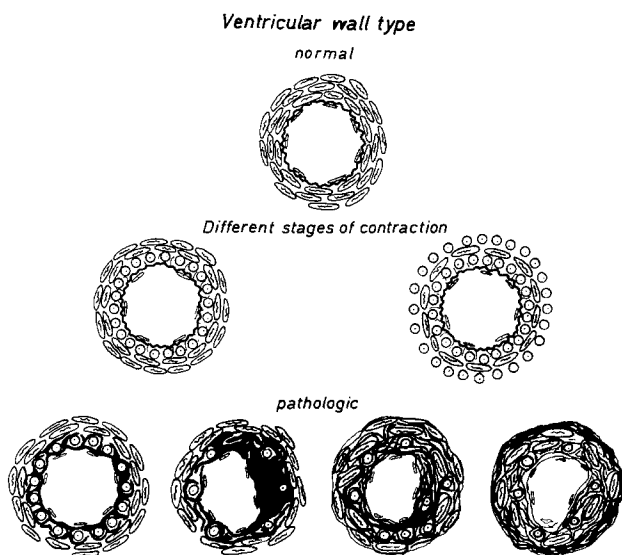 Ventricular wall type
normal
Different stages of contraction
pathologic